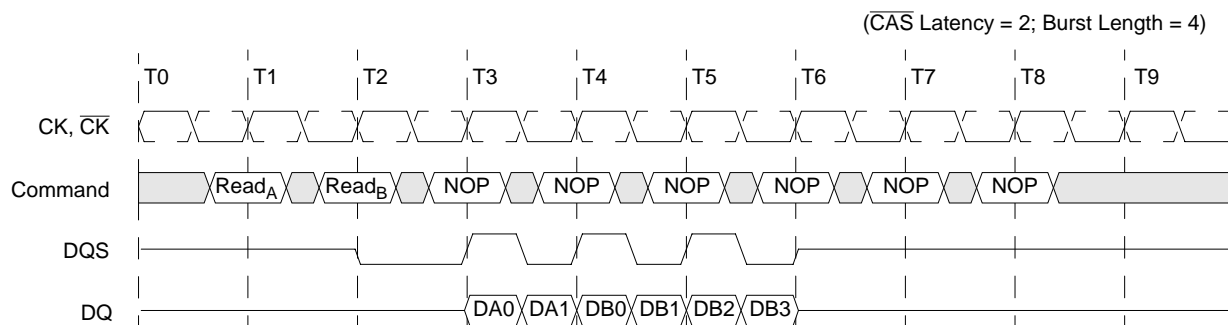 (CAS Latency = 2; Burst Length = 4)
T0 T1 T2 T3 T4 T5 T6 T7 T8 T9
CK, CK
Command ReadA ReadB NOP NOP NOP NOP NOP NOP
DQS
DQ DA0 DA1 DB0 DB1 DB2 DB3